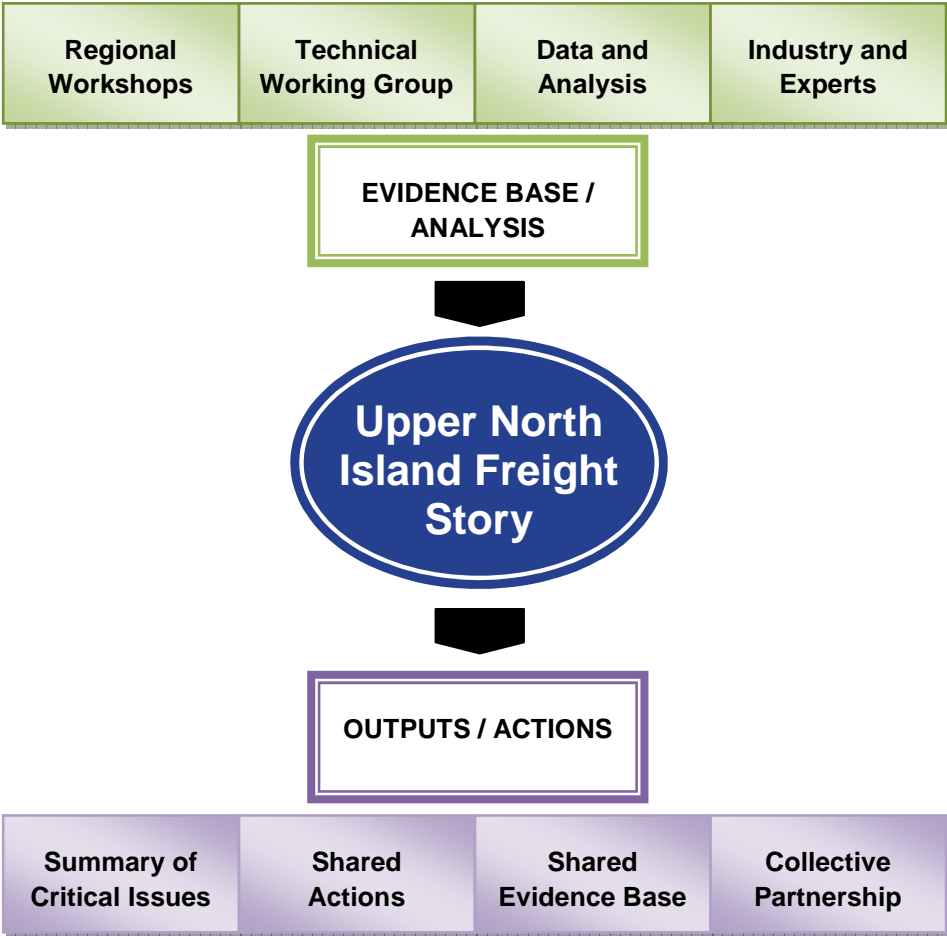 Regional
Workshops
Technical
Working Group
Data and
Analysis
Industry and
Experts
EVIDENCE BASE /
ANALYSIS
Upper North
Island Freight
Story
OUTPUTS / ACTIONS
Summary of
Critical Issues
Shared
Actions
Shared
Evidence Base
Collective
Partnership